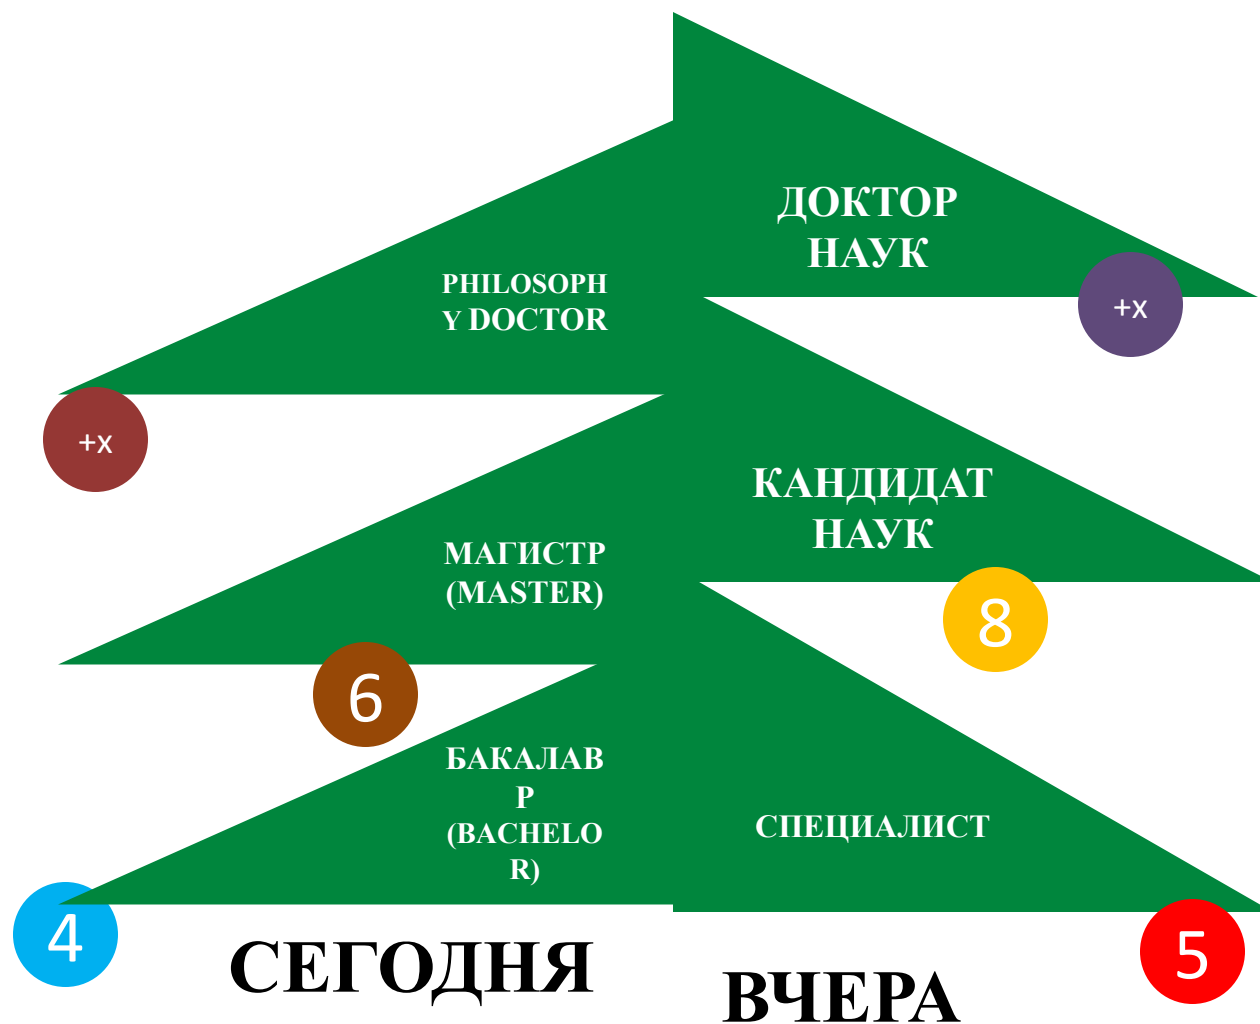 ДОКТОР
НАУК
+x
PHILOSOPH
Y DOCTOR
+x
КАНДИДАТ
НАУК
8
МАГИСТР
(MASTER)
6
БАКАЛАВ
Р
(BACHELO
R)
СПЕЦИАЛИСТ
4
5
СЕГОДНЯ
ВЧЕРА